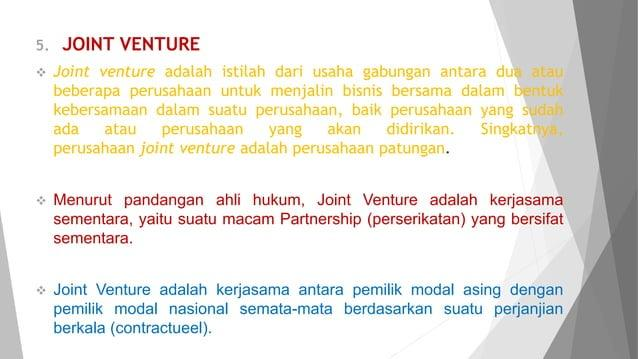 5. JOINT VENTURE
❖ Joint venture adalah istilah dari usaha gabungan antara dua atau
beberapa perusahaan untuk menjalin bisnis bersama dalam bentuk
kebersamaan dalam suatu perusahaan, baik perusahaan yang sudah
ada atau perusahaan yang akan didirikan. Singkatnya,
perusahaan joint venture adalah perusahaan patungan.
❖ Menurut pandangan ahli hukum, Joint Venture adalah kerjasama
sementara, yaitu suatu macam Partnership (perserikatan) yang bersifat
sementara.
❖ Joint Venture adalah kerjasama antara pemilik modal asing dengan
pemilik modal nasional semata-mata berdasarkan suatu perjanjian
berkala (contractueel).